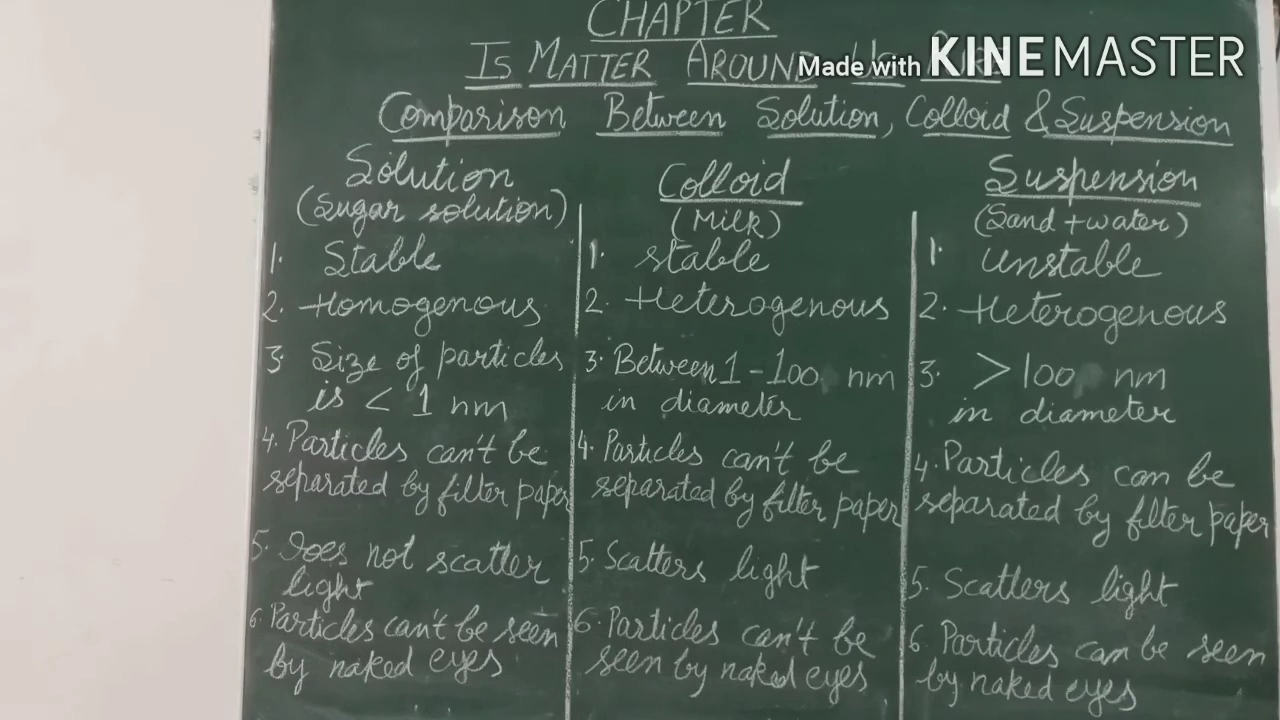 CHAPTER
IS MATTER AROUND
Made with KINEMASTER
Comparison Between Solution, Colloid & Suspension
Solution
(Sugar solution)
1. Stable
2. Homogenous
3. Size of particles
is < 1 nm
4. Particles can't be
separated by filter paper
5. Does not scatter
light
6. Particles can't be seen
by naked eyes
Colloid
(Milk)
1. stable
2. Heterogenous
3. Between 1-100 nm
in diameter
4. Particles can't be
separated by filter paper
5. Scatters light
6. Particles can't be
seen by naked eyes
Suspension
(Sand + water)
1. unstable
2. Heterogenous
3. > 100 nm
in diameter
4. Particles can be
separated by filter paper
5. Scatters light
6. Particles can be seen
by naked eyes